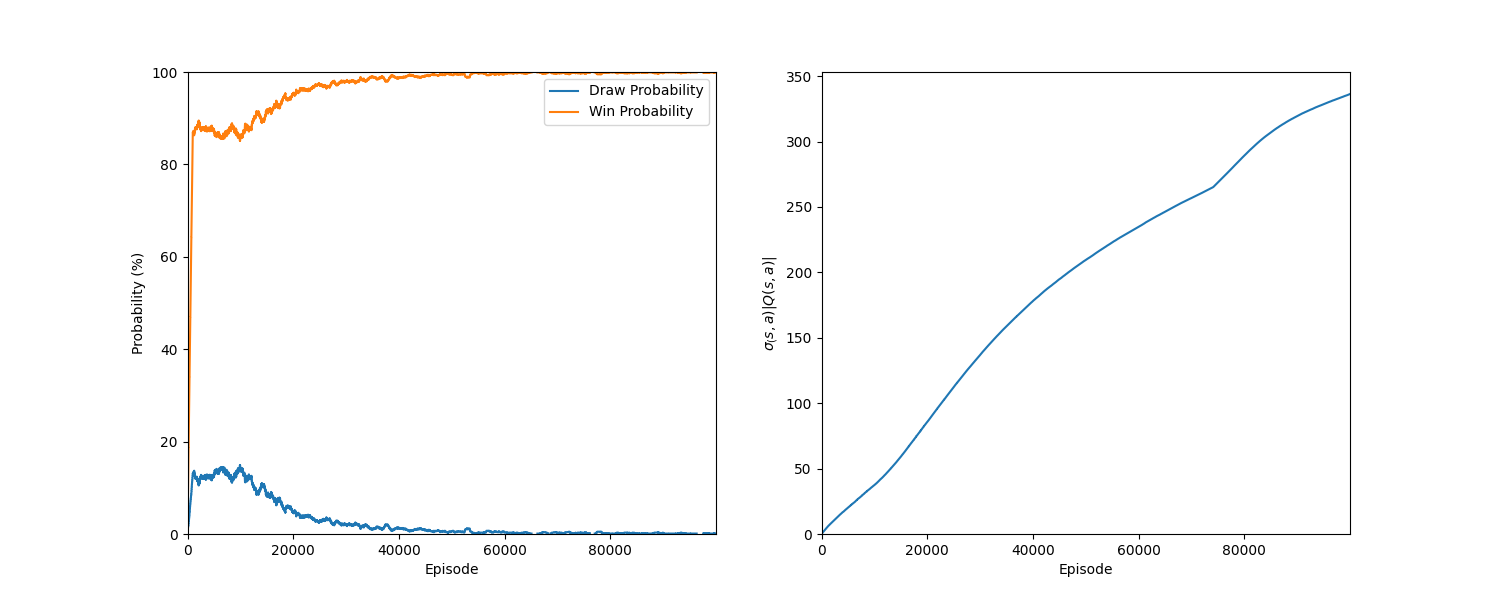 100
80
60
40
20
0
Probability (%)
Draw Probability
Win Probability
0 20000 40000 60000 80000
Episode
350
300
250
200
150
100
50
0
σ(s, a)|Q(s, a)|
0 20000 40000 60000 80000
Episode